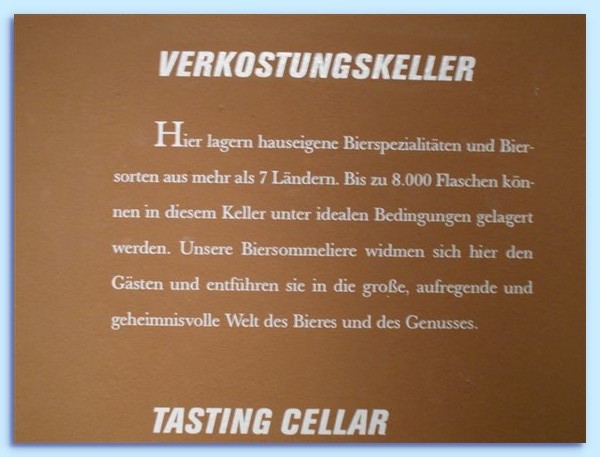 VERKOSTUNGSKELLER
Hier lagern hauseigene Bierspezialitäten und Bier-
sorten aus mehr als 7 Ländern. Bis zu 8.000 Flaschen kön-
nen in diesem Keller unter idealen Bedingungen gelagert
werden. Unsere Biersommeliere widmen sich hier den
Gästen und entführen sie in die große, aufregende und
geheimnisvolle Welt des Bieres und des Genusses.
TASTING CELLAR